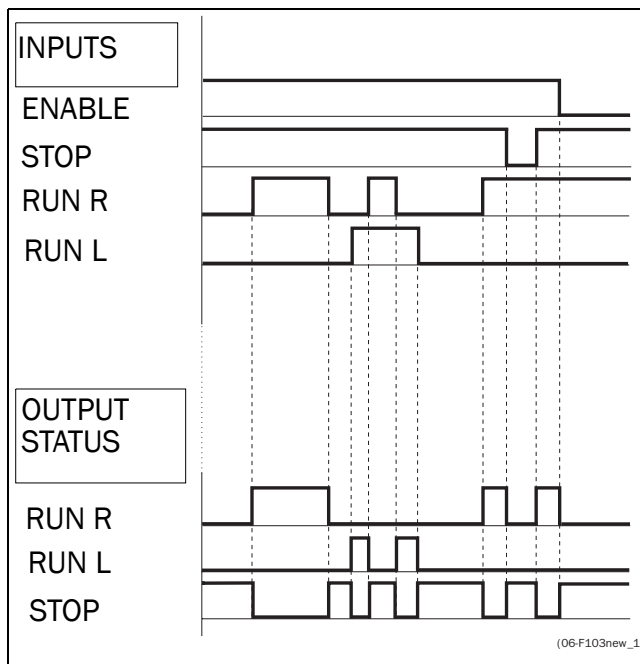 INPUTS
ENABLE
STOP
RUN R
RUN L
OUTPUT
STATUS
RUN R
RUN L
STOP
(06-F103new_1